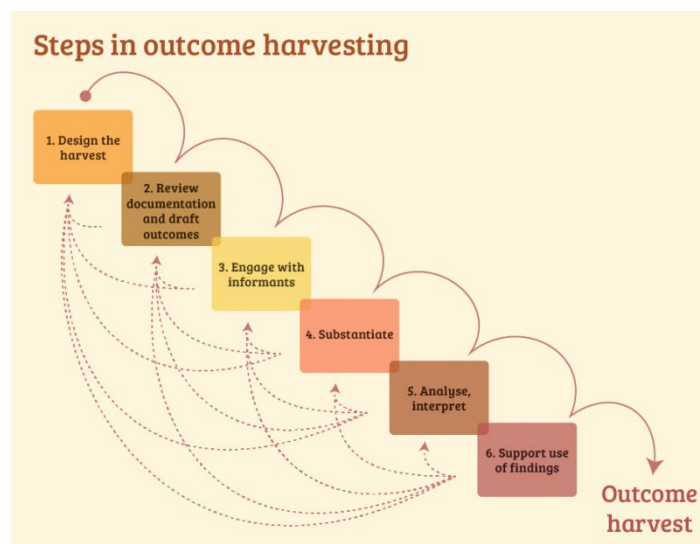 Steps in outcome harvesting
1. Design the
harvest
2. Review
documentation
and draft
outcomes
3. Engage with
informants
4. Substantiate
5. Analyse,
interpret
6. Support use
of findings
Outcome
harvest